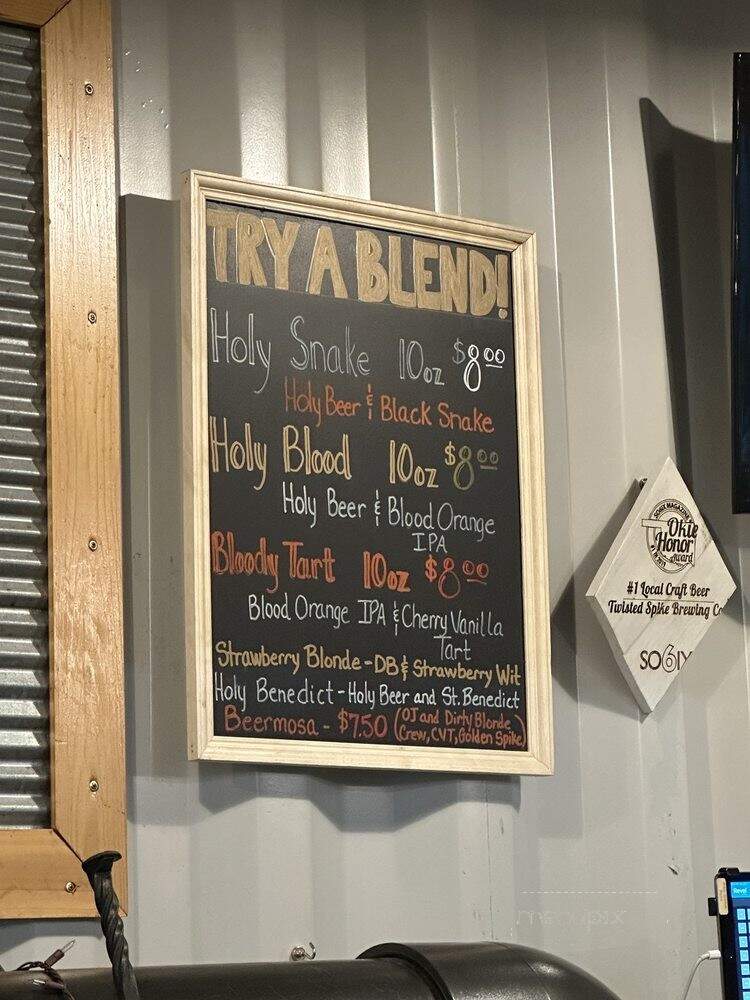 TRY A BLEND!
Holy Snake 10oz $8.00
Holy Beer & Black Snake
Holy Blood 10oz $8.00
Holy Beer & Blood Orange
IPA
Bloody Tart 10oz $8.00
Blood Orange IPA & Cherry Vanilla
Tart
Strawberry Blonde - DB & Strawberry Wit
Holy Benedict - Holy Beer and St. Benedict
Beermosa - $7.50 (OJ and Dirty Blonde
Crew, CVT, Golden Spike)
Okie
Honor
Award
#1 Local Craft Beer
Twisted Spike Brewing Co
SO6IX
Revel